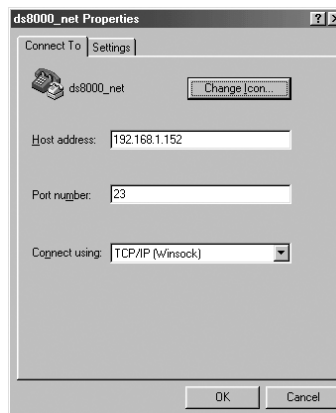 ds8000_net Properties
Connect To
Settings
ds8000_net
Change Icon...
Host address:
192.168.1.152
Port number:
23
Connect using:
TCP/IP (Winsock)
OK
Cancel